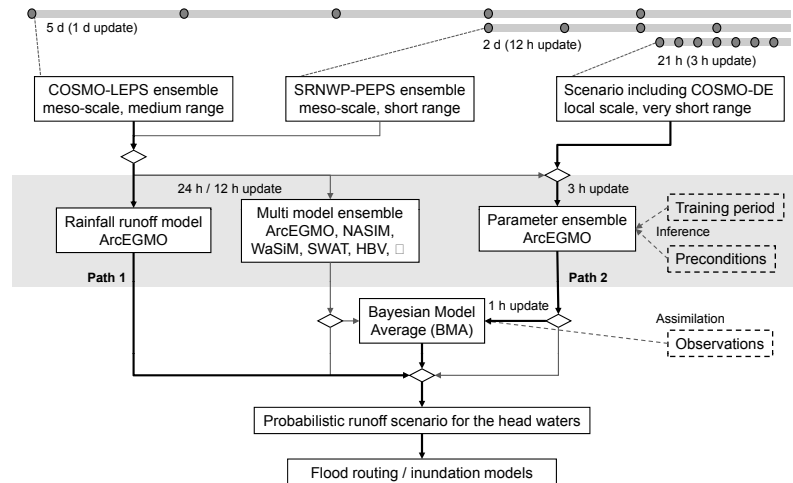 5 d (1 d update)
2 d (12 h update)
21 h (3 h update)
COSMO-LEPS ensemble
meso-scale, medium range
SRNWP-PEPS ensemble
meso-scale, short range
Scenario including COSMO-DE
local scale, very short range
24 h / 12 h update
3 h update
Rainfall runoff model
ArcEGMO
Multi model ensemble
ArcEGMO, NASIM,
WaSiM, SWAT, HBV, □
Parameter ensemble
ArcEGMO
Training period
Inference
Preconditions
Path 1
Path 2
Bayesian Model
Average (BMA)
1 h update
Assimilation
Observations
Probabilistic runoff scenario for the head waters
Flood routing / inundation models